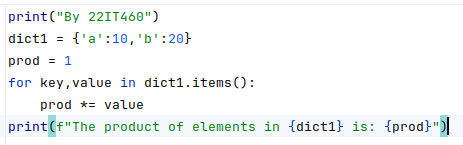 print("By 22IT460")
dict1 = {'a':10,'b':20}
prod = 1
for key,value in dict1.items():
    prod *= value
print(f"The product of elements in {dict1} is: {prod}")